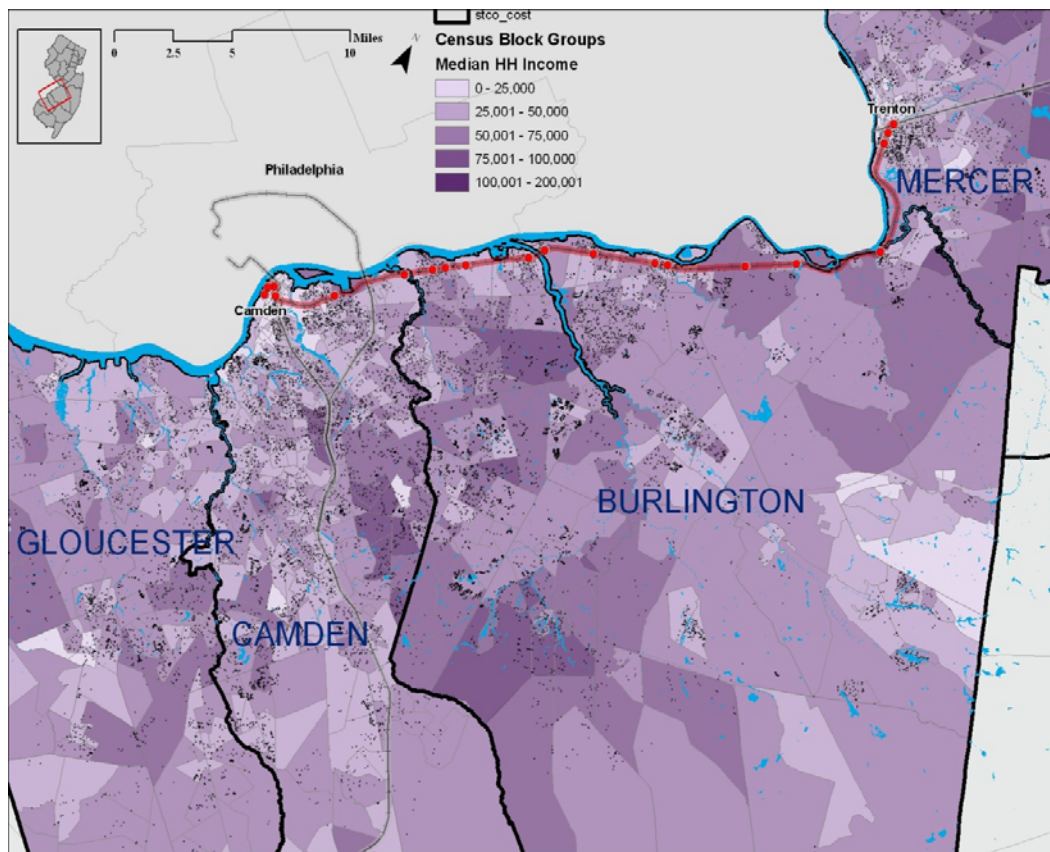 stco_cost
Miles
0 2.5 5 10
N
Census Block Groups
Median HH Income
0 - 25,000
25,001 - 50,000
50,001 - 75,000
75,001 - 100,000
100,001 - 200,001
Trenton
Philadelphia
MERCER
Camden
BURLINGTON
GLOUCESTER
CAMDEN